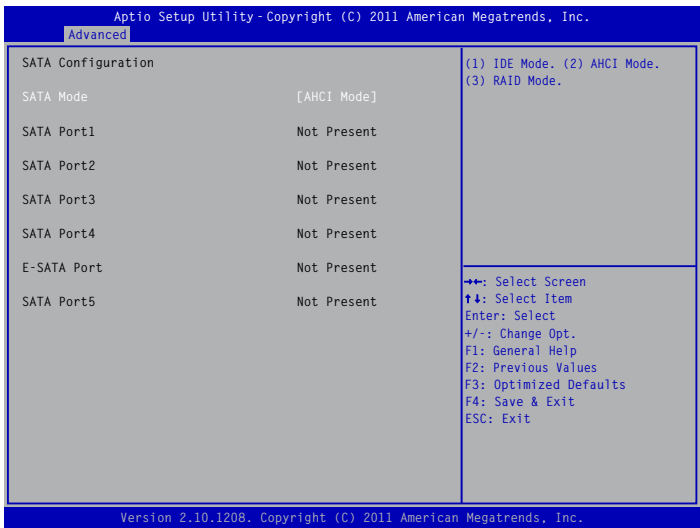 Aptio Setup Utility - Copyright (C) 2011 American Megatrends, Inc.
Advanced
SATA Configuration
SATA Mode [AHCI Mode]
SATA Port1 Not Present
SATA Port2 Not Present
SATA Port3 Not Present
SATA Port4 Not Present
E-SATA Port Not Present
SATA Port5 Not Present
(1) IDE Mode. (2) AHCI Mode.
(3) RAID Mode.
→←: Select Screen
↑↓: Select Item
Enter: Select
+/-: Change Opt.
F1: General Help
F2: Previous Values
F3: Optimized Defaults
F4: Save & Exit
ESC: Exit
Version 2.10.1208. Copyright (C) 2011 American Megatrends, Inc.